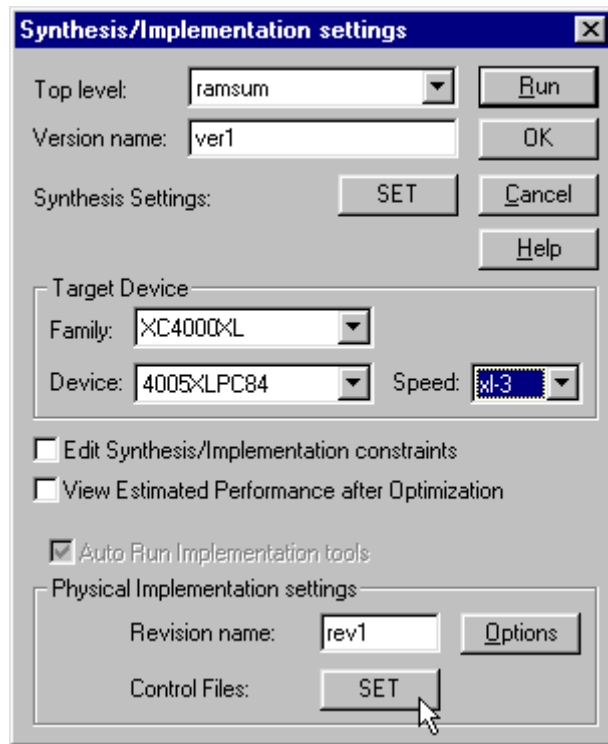 Synthesis/Implementation settings
Top level: ramsum Run
Version name: ver1 OK
Synthesis Settings: SET Cancel
Help
Target Device
Family: XC4000XL
Device: 4005XLPC84 Speed: xl-3
Edit Synthesis/Implementation constraints
View Estimated Performance after Optimization
Auto Run Implementation tools
Physical Implementation settings
Revision name: rev1 Options
Control Files: SET